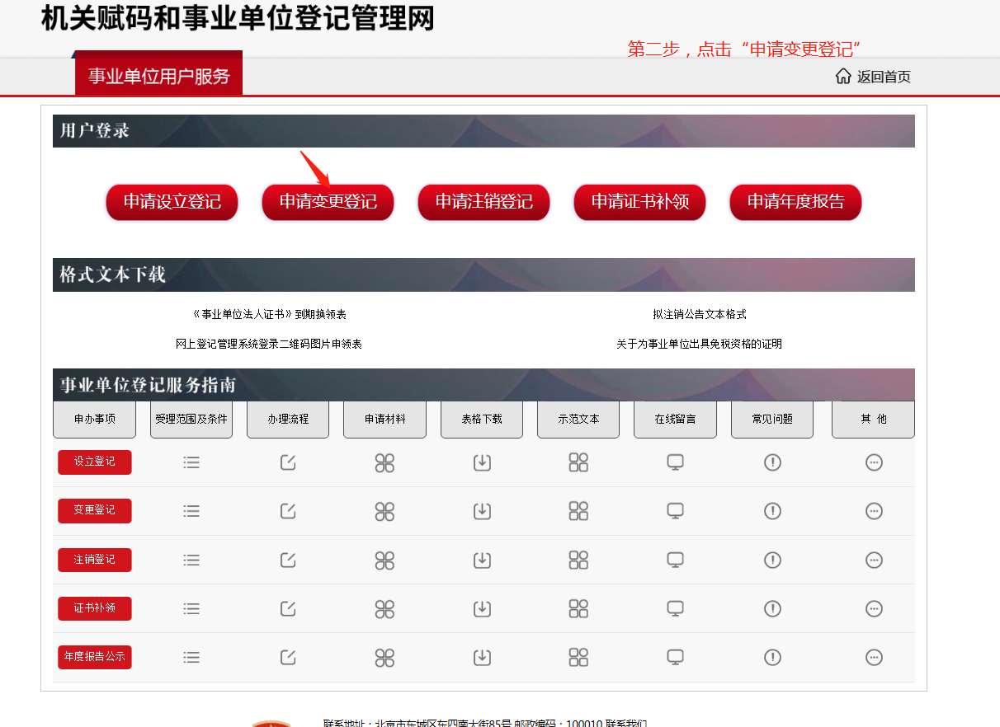 机关赋码和事业单位登记管理网
第二步，点击“申请变更登记”
事业单位用户服务
返回首页
用户登录
申请设立登记 申请变更登记 申请注销登记 申请证书补领 申请年度报告
格式文本下载
《事业单位法人证书》到期换领表 拟注销公告文本格式
网上登记管理系统登录二维码图片申领表 关于为事业单位出具免税资格的证明
事业单位登记服务指南
申办事项 受理范围及条件 办理流程 申请材料 表格下载 示范文本 在线留言 常见问题 其 他
设立登记
变更登记
注销登记
证书补领
年度报告公示
联系地址：北京市东城区东四南大街85号 邮政编码：100010 联系我们